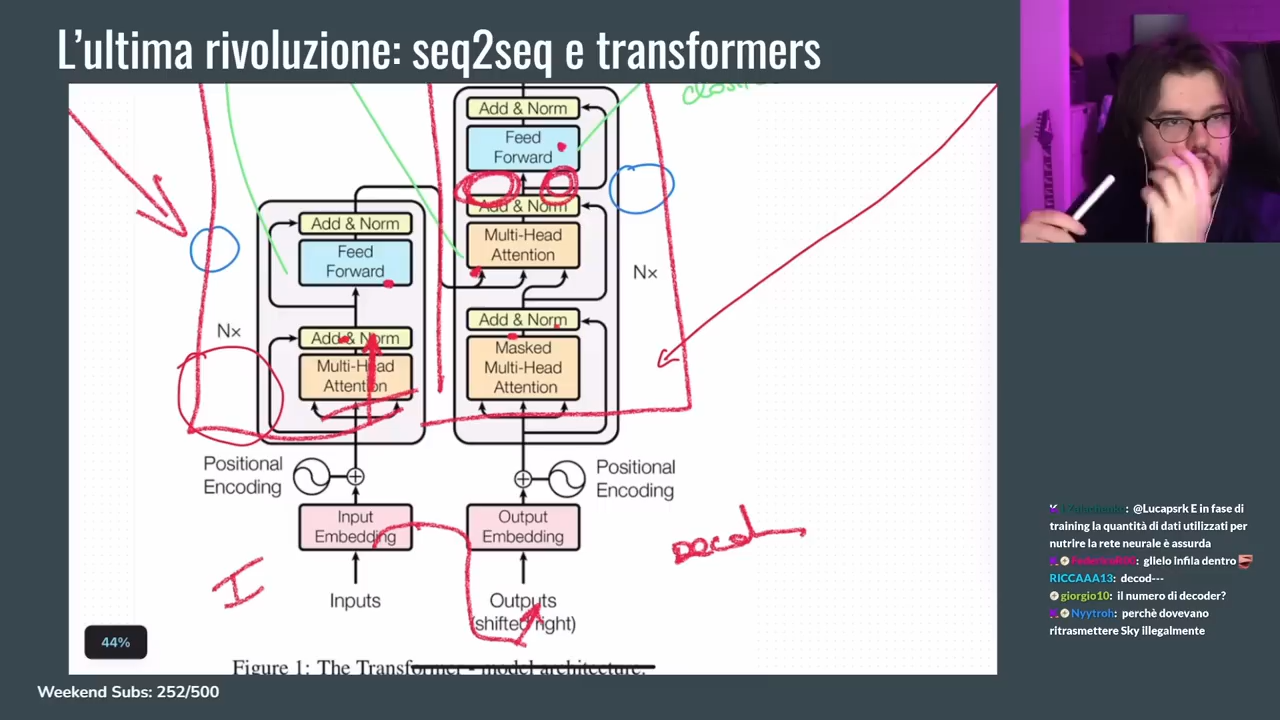 L'ultima rivoluzione: seq2seq e transformers
Add & Norm
Feed
Forward
Add & Norm
Multi-Head
Attention
Add & Norm
Masked
Multi-Head
Attention
Nx
Add & Norm
Feed
Forward
Add & Norm
Multi-Head
Attention
Nx
Positional
Encoding
Positional
Encoding
Input
Embedding
Output
Embedding
Inputs
Outputs
(shifted right)
I
Decod
44%
Figure 1: The Transformer - model architecture.
@Lucapsrk E in fase di
training la quantità di dati utilizzati per
nutrire la rete neurale è assurda
: glielo infila dentro
RICCAAA13: decod---
giorgio10: il numero di decoder?
Nyytroh: perchè dovevano
ritrasmettere Sky illegalmente
Weekend Subs: 252/500